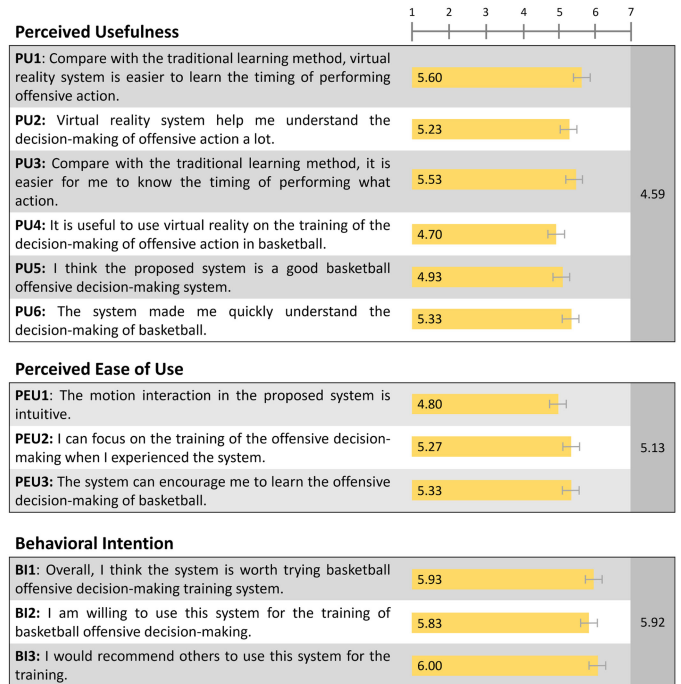 1 2 3 4 5 6 7
Perceived Usefulness
PU1: Compare with the traditional learning method, virtual
reality system is easier to learn the timing of performing
offensive action.
5.60
PU2: Virtual reality system help me understand the
decision-making of offensive action a lot.
5.23
PU3: Compare with the traditional learning method, it is
easier for me to know the timing of performing what
action.
5.53
4.59
PU4: It is useful to use virtual reality on the training of the
decision-making of offensive action in basketball.
4.70
PU5: I think the proposed system is a good basketball
offensive decision-making system.
4.93
PU6: The system made me quickly understand the
decision-making of basketball.
5.33
Perceived Ease of Use
PEU1: The motion interaction in the proposed system is
intuitive.
4.80
PEU2: I can focus on the training of the offensive decision-
making when I experienced the system.
5.27
5.13
PEU3: The system can encourage me to learn the offensive
decision-making of basketball.
5.33
Behavioral Intention
BI1: Overall, I think the system is worth trying basketball
offensive decision-making training system.
5.93
BI2: I am willing to use this system for the training of
basketball offensive decision-making.
5.83
5.92
BI3: I would recommend others to use this system for the
training.
6.00